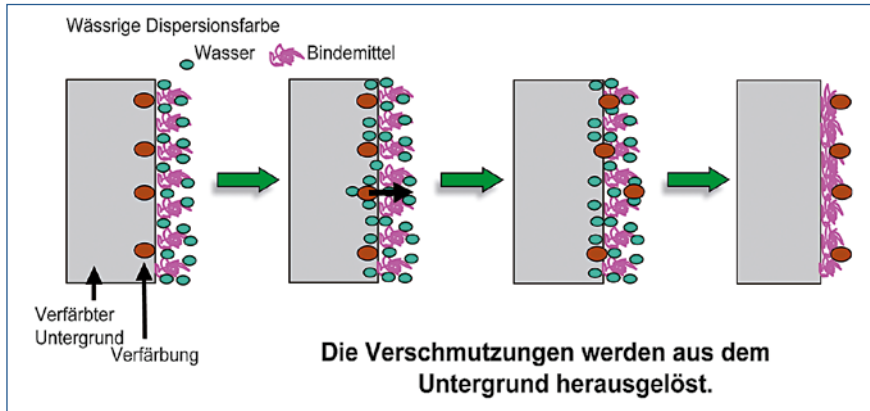 Wässrige Dispersionsfarbe
Wasser Bindemittel
Verfärbter
Untergrund
Verfärbung
Die Verschmutzungen werden aus dem
Untergrund herausgelöst.